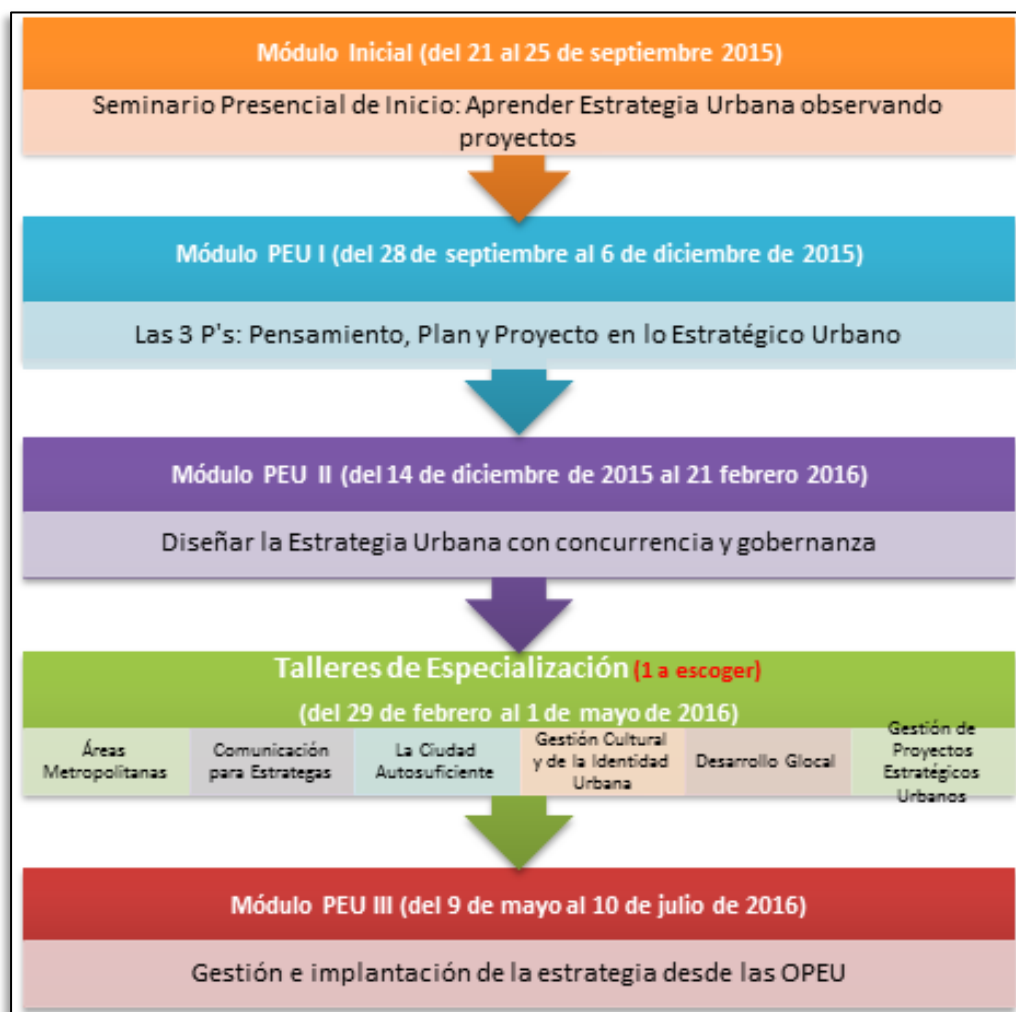 Módulo Inicial (del 21 al 25 de septiembre 2015)
Seminario Presencial de Inicio: Aprender Estrategia Urbana observando
proyectos
Módulo PEU I (del 28 de septiembre al 6 de diciembre de 2015)
Las 3 P's: Pensamiento, Plan y Proyecto en lo Estratégico Urbano
Módulo PEU II (del 14 de diciembre de 2015 al 21 febrero 2016)
Diseñar la Estrategia Urbana con concurrencia y gobernanza
Talleres de Especialización (1 a escoger)
(del 29 de febrero al 1 de mayo de 2016)
Áreas
Metropolitanas
Comunicación
para Estrategas
La Ciudad
Autosuficiente
Gestión Cultural
y de la Identidad
Urbana
Desarrollo Glocal
Gestión de
Proyectos
Estratégicos
Urbanos
Módulo PEU III (del 9 de mayo al 10 de julio de 2016)
Gestión e implantación de la estrategia desde las OPEU